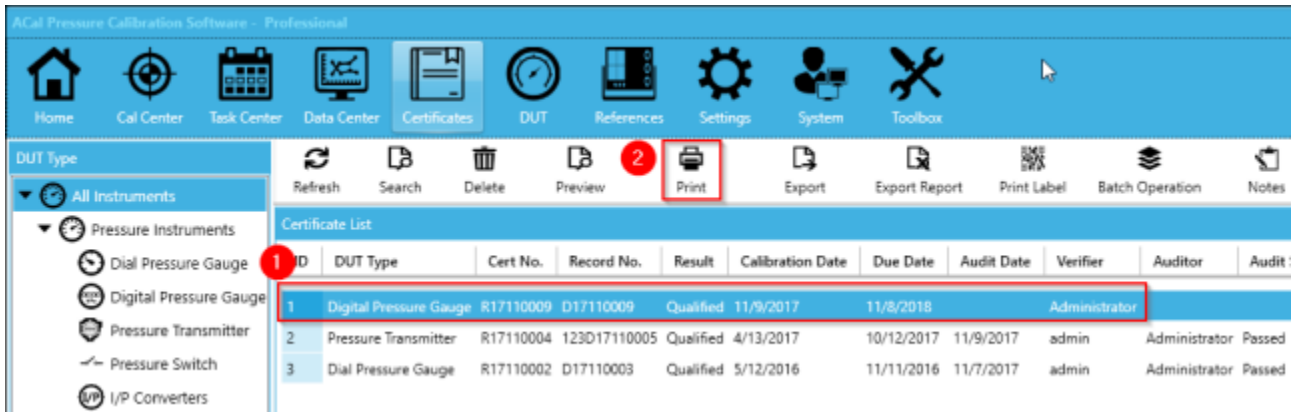 ACal Pressure Calibration Software - Professional
Home Cal Center Task Center Data Center Certificates DUT References Settings System Toolbox
DUT Type
Refresh Search Delete Preview 2 Print Export Export Report Print Label Batch Operation Notes
All Instruments
Pressure Instruments
Dial Pressure Gauge
Digital Pressure Gauge
Pressure Transmitter
Pressure Switch
I/P I/P Converters
Certificate List
1 ID DUT Type Cert No. Record No. Result Calibration Date Due Date Audit Date Verifier Auditor Audit
1 Digital Pressure Gauge R17110009 D17110009 Qualified 11/9/2017 11/8/2018 Administrator
2 Pressure Transmitter R17110004 123D17110005 Qualified 4/13/2017 10/12/2017 11/9/2017 admin Administrator Passed
3 Dial Pressure Gauge R17110002 D17110003 Qualified 5/12/2016 11/11/2016 11/7/2017 admin Administrator Passed